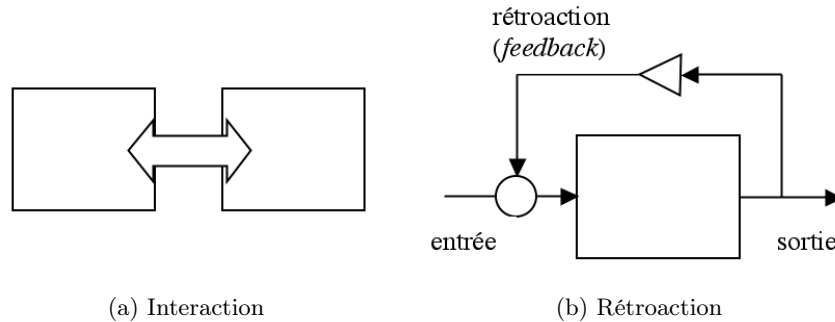 rétroaction
(feedback)
entrée
sortie
(a) Interaction
(b) Rétroaction